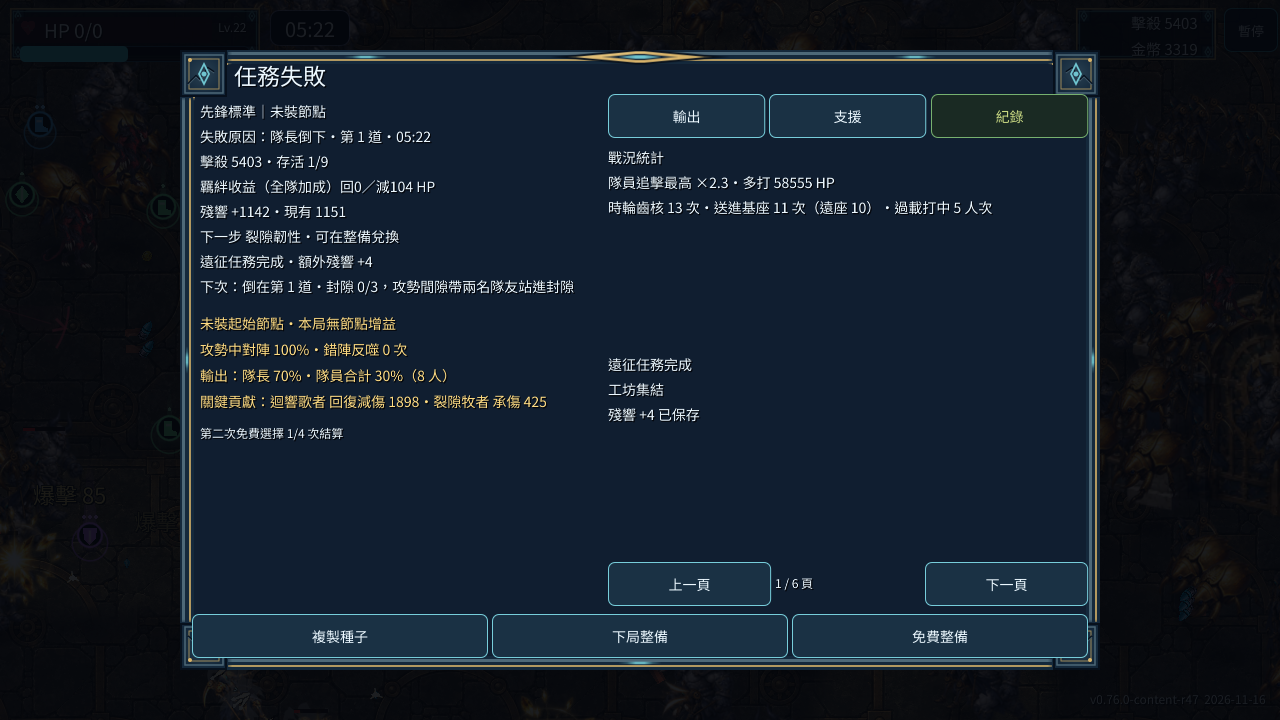 HP 0/0
Lv.22
05:22
擊殺 5403
金幣 3319
暫停
任務失敗
先鋒標準｜未裝節點
失敗原因：隊長倒下・第 1 道・05:22
擊殺 5403・存活 1/9
羈絆收益（全隊加成）回0／減104 HP
殘響 +1142・現有 1151
下一步 裂隙韌性・可在整備兌換
遠征任務完成・額外殘響 +4
下次：倒在第 1 道・封隙 0/3，攻勢間隙帶兩名隊友站進封隙
未裝起始節點・本局無節點增益
攻勢中對陣 100%・錯陣反噬 0 次
輸出：隊長 70%・隊員合計 30%（8 人）
關鍵貢獻：迴響歌者 回復減傷 1898・裂隙牧者 承傷 425
第二次免費選擇 1/4 次結算
輸出
支援
紀錄
戰況統計
隊員追擊最高 ×2.3・多打 58555 HP
時輪齒核 13 次・送進基座 11 次（遠座 10）・過載打中 5 人次
遠征任務完成
工坊集結
殘響 +4 已保存
上一頁
1 / 6 頁
下一頁
複製種子
下局整備
免費整備
爆擊 85
v0.76.0-content-r47 2026-11-16